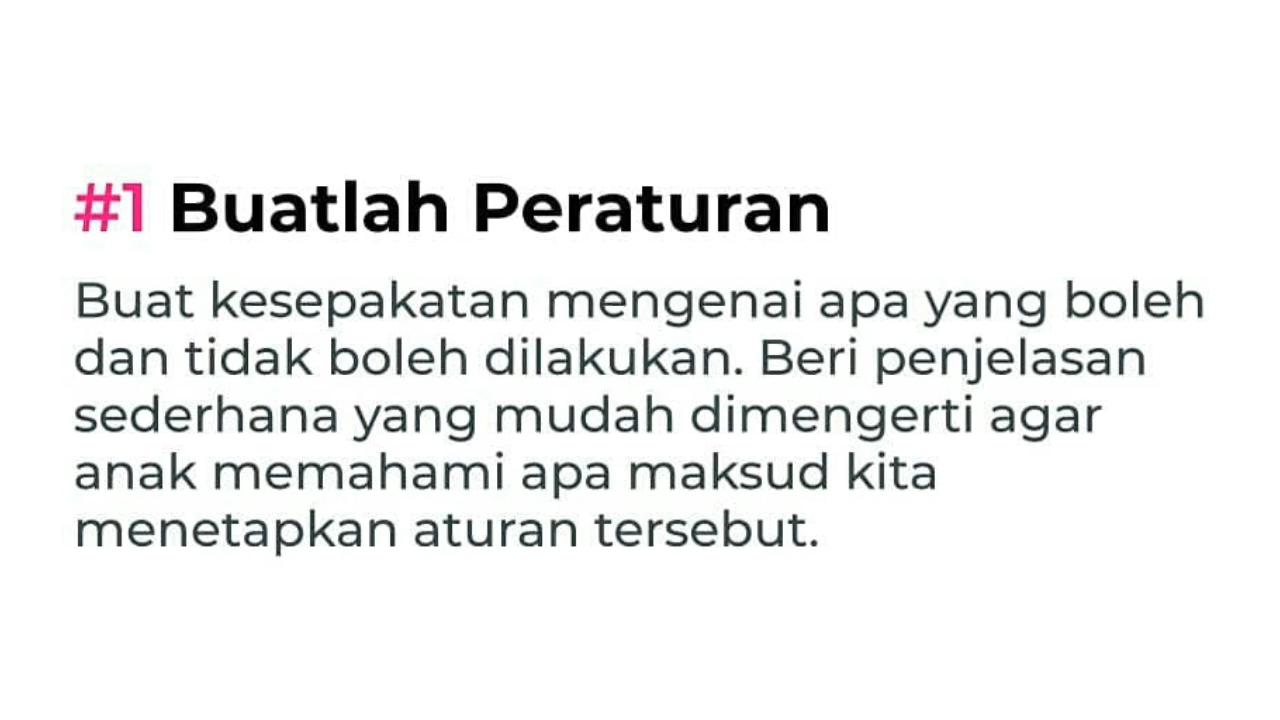 #1 Buatlah Peraturan
Buat kesepakatan mengenai apa yang boleh
dan tidak boleh dilakukan. Beri penjelasan
sederhana yang mudah dimengerti agar
anak memahami apa maksud kita
menetapkan aturan tersebut.